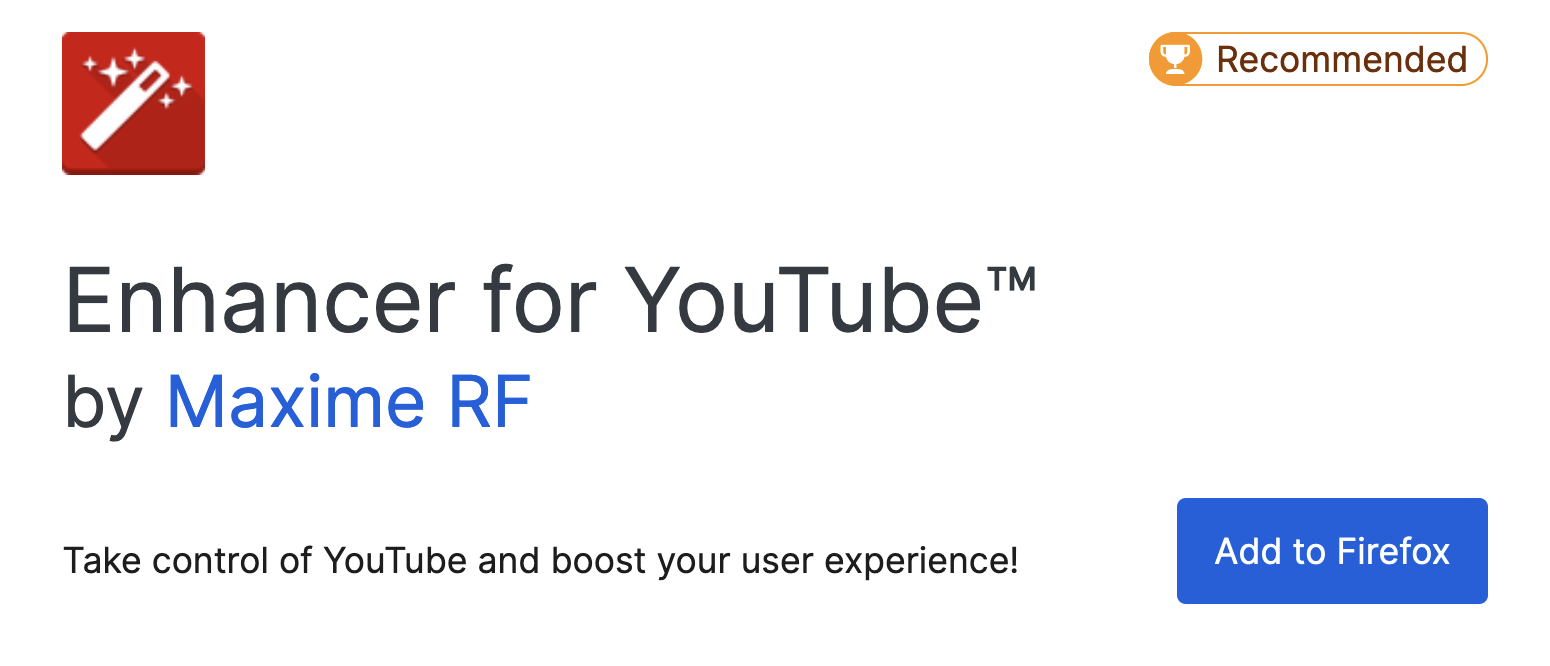 Recommended
Enhancer for YouTube™
by Maxime RF
Take control of YouTube and boost your user experience!
Add to Firefox